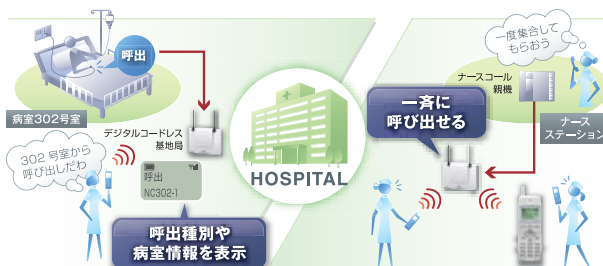 呼出
病室302号室
デジタルコードレス
基地局
302 号室から
呼び出しだわ
呼出
NC302-1
呼出種別や
病室情報を表示
HOSPITAL
一度集合して
もらおう
ナースコール
親機
ナース
ステーション
一斉に
呼び出せる